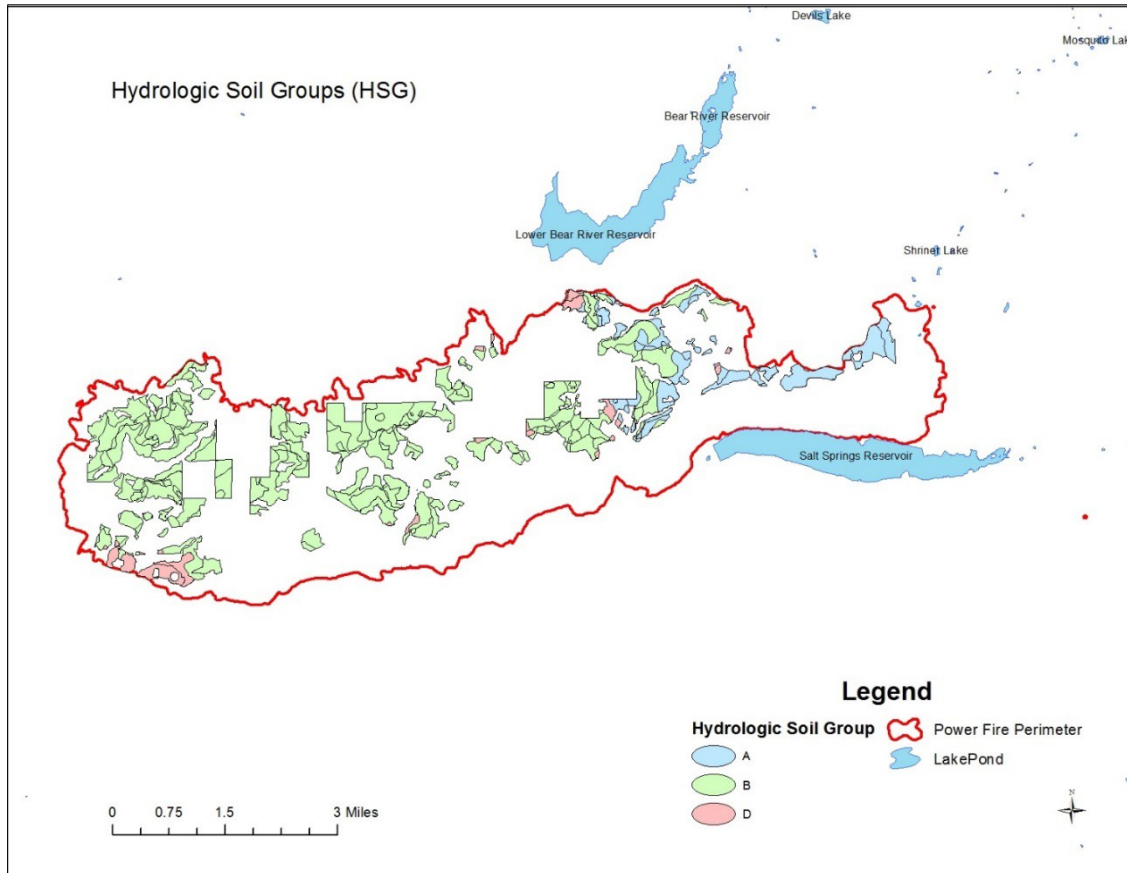 Devils Lake
Mosquito Lak
Hydrologic Soil Groups (HSG)
Bear River Reservoir
Lower Bear River Reservoir
Shriner Lake
Salt Springs Reservoir
Legend
Hydrologic Soil Group
A
B
D
Power Fire Perimeter
LakePond
0 0.75 1.5 3 Miles
N